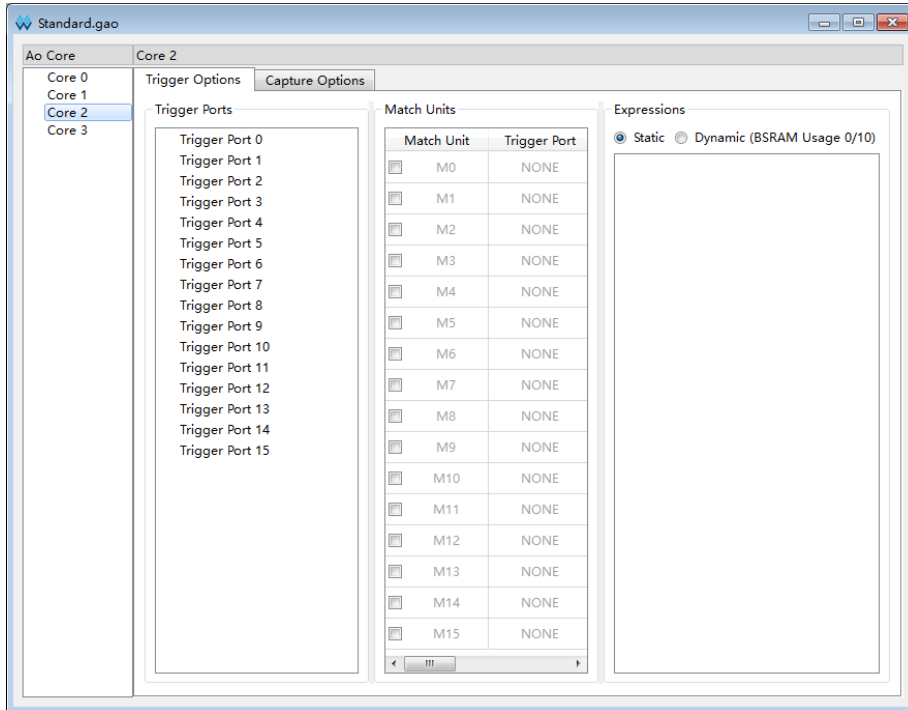 Standard.gao
Ao Core
Core 0
Core 1
Core 2
Core 3
Core 2
Trigger Options
Capture Options
Trigger Ports
Trigger Port 0
Trigger Port 1
Trigger Port 2
Trigger Port 3
Trigger Port 4
Trigger Port 5
Trigger Port 6
Trigger Port 7
Trigger Port 8
Trigger Port 9
Trigger Port 10
Trigger Port 11
Trigger Port 12
Trigger Port 13
Trigger Port 14
Trigger Port 15
Match Units
Match Unit Trigger Port
M0 NONE
M1 NONE
M2 NONE
M3 NONE
M4 NONE
M5 NONE
M6 NONE
M7 NONE
M8 NONE
M9 NONE
M10 NONE
M11 NONE
M12 NONE
M13 NONE
M14 NONE
M15 NONE
Expressions
Static Dynamic (BSRAM Usage 0/10)